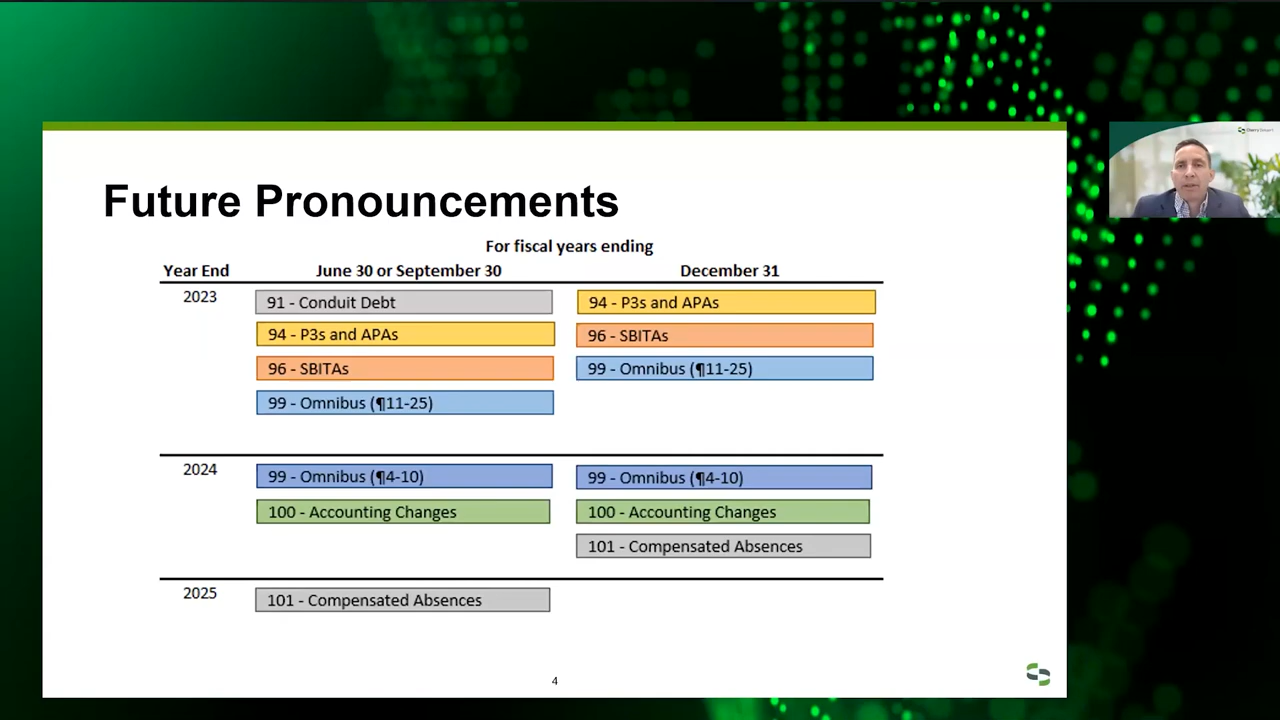 Future Pronouncements
For fiscal years ending
Year End June 30 or September 30 December 31
2023
91 - Conduit Debt 94 - P3s and APAs
94 - P3s and APAs 96 - SBITAs
96 - SBITAs 99 - Omnibus (¶11-25)
99 - Omnibus (¶11-25)
2024
99 - Omnibus (¶4-10) 99 - Omnibus (¶4-10)
100 - Accounting Changes 100 - Accounting Changes
101 - Compensated Absences
2025
101 - Compensated Absences
4